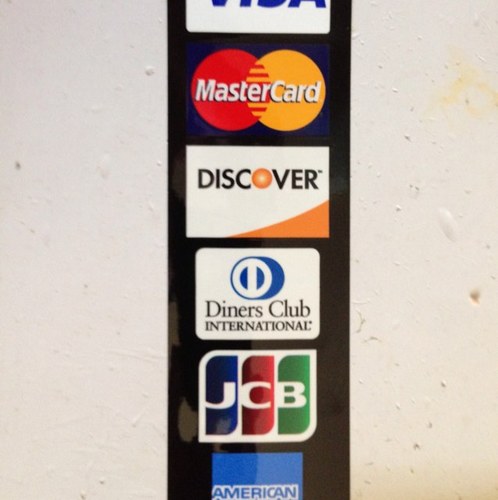 VISA
MasterCard
DISCOVER
Diners Club
INTERNATIONAL
JCB
AMERICAN